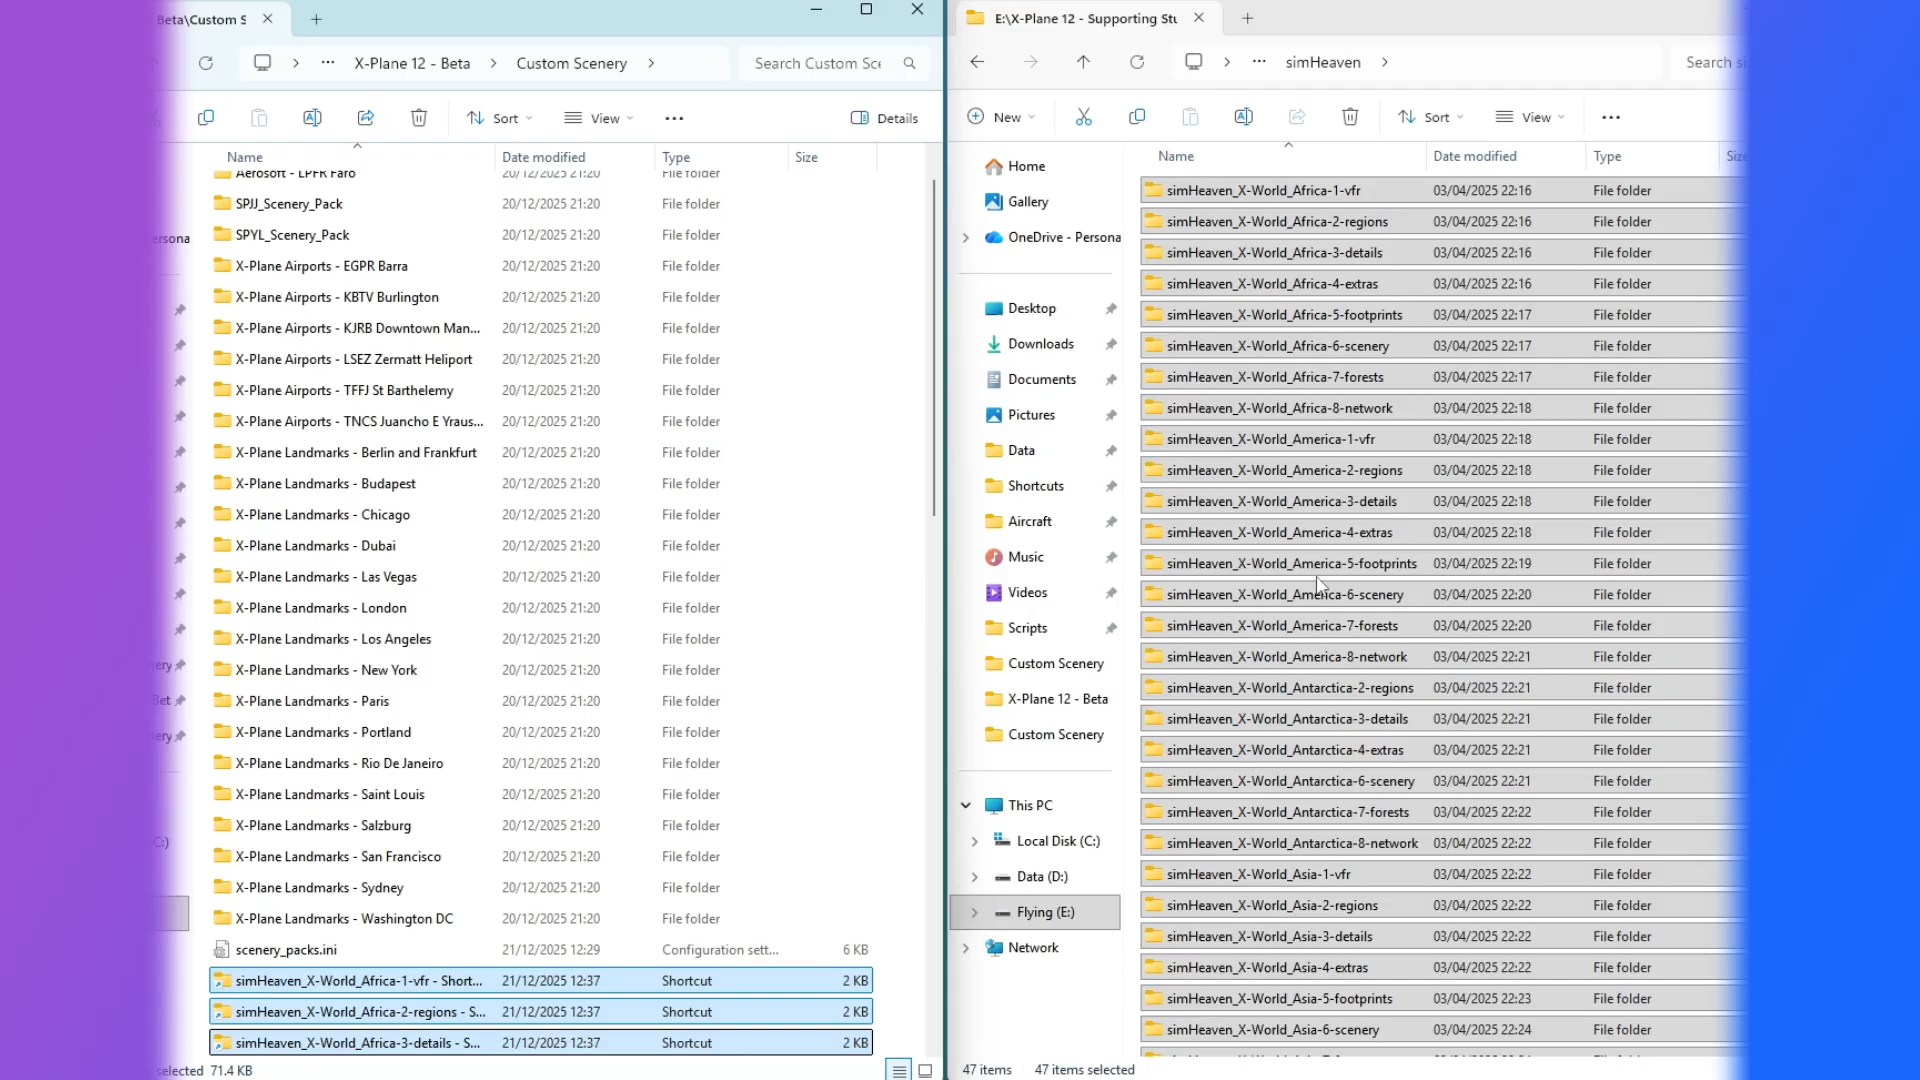 Beta\Custom S
X-Plane 12 - Beta
Custom Scenery
Search Custom Sce
Sort
View
Details
Name
Date modified
Type
Size
Aerosoft - LPFR Faro 20/12/2025 21:20 File folder
SPJJ_Scenery_Pack 20/12/2025 21:20 File folder
SPYL_Scenery_Pack 20/12/2025 21:20 File folder
X-Plane Airports - EGPR Barra 20/12/2025 21:20 File folder
X-Plane Airports - KBTV Burlington 20/12/2025 21:20 File folder
X-Plane Airports - KJRB Downtown Man... 20/12/2025 21:20 File folder
X-Plane Airports - LSEZ Zermatt Heliport 20/12/2025 21:20 File folder
X-Plane Airports - TFFJ St Barthelemy 20/12/2025 21:20 File folder
X-Plane Airports - TNCS Juancho E Yraus... 20/12/2025 21:20 File folder
X-Plane Landmarks - Berlin and Frankfurt 20/12/2025 21:20 File folder
X-Plane Landmarks - Budapest 20/12/2025 21:20 File folder
X-Plane Landmarks - Chicago 20/12/2025 21:20 File folder
X-Plane Landmarks - Dubai 20/12/2025 21:20 File folder
X-Plane Landmarks - Las Vegas 20/12/2025 21:20 File folder
X-Plane Landmarks - London 20/12/2025 21:20 File folder
X-Plane Landmarks - Los Angeles 20/12/2025 21:20 File folder
X-Plane Landmarks - New York 20/12/2025 21:20 File folder
X-Plane Landmarks - Paris 20/12/2025 21:20 File folder
X-Plane Landmarks - Portland 20/12/2025 21:20 File folder
X-Plane Landmarks - Rio De Janeiro 20/12/2025 21:20 File folder
X-Plane Landmarks - Saint Louis 20/12/2025 21:20 File folder
X-Plane Landmarks - Salzburg 20/12/2025 21:20 File folder
X-Plane Landmarks - San Francisco 20/12/2025 21:20 File folder
X-Plane Landmarks - Sydney 20/12/2025 21:20 File folder
X-Plane Landmarks - Washington DC 20/12/2025 21:20 File folder
scenery_packs.ini 21/12/2025 12:29 Configuration sett... 6 KB
simHeaven_X-World_Africa-1-vfr - Short... 21/12/2025 12:37 Shortcut 2 KB
simHeaven_X-World_Africa-2-regions - S... 21/12/2025 12:37 Shortcut 2 KB
simHeaven_X-World_Africa-3-details - S... 21/12/2025 12:37 Shortcut 2 KB
selected 71.4 KB
ersona
nery
Bet
nery
C:)
E:\X-Plane 12 - Supporting Stu
simHeaven
Search si
New
Sort
View
Home
Gallery
OneDrive - Persona
Desktop
Downloads
Documents
Pictures
Data
Shortcuts
Aircraft
Music
Videos
Scripts
Custom Scenery
X-Plane 12 - Beta
Custom Scenery
This PC
Local Disk (C:)
Data (D:)
Flying (E:)
Network
Name
Date modified
Type
Size
simHeaven_X-World_Africa-1-vfr 03/04/2025 22:16 File folder
simHeaven_X-World_Africa-2-regions 03/04/2025 22:16 File folder
simHeaven_X-World_Africa-3-details 03/04/2025 22:16 File folder
simHeaven_X-World_Africa-4-extras 03/04/2025 22:16 File folder
simHeaven_X-World_Africa-5-footprints 03/04/2025 22:17 File folder
simHeaven_X-World_Africa-6-scenery 03/04/2025 22:17 File folder
simHeaven_X-World_Africa-7-forests 03/04/2025 22:17 File folder
simHeaven_X-World_Africa-8-network 03/04/2025 22:18 File folder
simHeaven_X-World_America-1-vfr 03/04/2025 22:18 File folder
simHeaven_X-World_America-2-regions 03/04/2025 22:18 File folder
simHeaven_X-World_America-3-details 03/04/2025 22:18 File folder
simHeaven_X-World_America-4-extras 03/04/2025 22:18 File folder
simHeaven_X-World_America-5-footprints 03/04/2025 22:19 File folder
simHeaven_X-World_America-6-scenery 03/04/2025 22:20 File folder
simHeaven_X-World_America-7-forests 03/04/2025 22:20 File folder
simHeaven_X-World_America-8-network 03/04/2025 22:21 File folder
simHeaven_X-World_Antarctica-2-regions 03/04/2025 22:21 File folder
simHeaven_X-World_Antarctica-3-details 03/04/2025 22:21 File folder
simHeaven_X-World_Antarctica-4-extras 03/04/2025 22:21 File folder
simHeaven_X-World_Antarctica-6-scenery 03/04/2025 22:21 File folder
simHeaven_X-World_Antarctica-7-forests 03/04/2025 22:22 File folder
simHeaven_X-World_Antarctica-8-network 03/04/2025 22:22 File folder
simHeaven_X-World_Asia-1-vfr 03/04/2025 22:22 File folder
simHeaven_X-World_Asia-2-regions 03/04/2025 22:22 File folder
simHeaven_X-World_Asia-3-details 03/04/2025 22:22 File folder
simHeaven_X-World_Asia-4-extras 03/04/2025 22:22 File folder
simHeaven_X-World_Asia-5-footprints 03/04/2025 22:23 File folder
simHeaven_X-World_Asia-6-scenery 03/04/2025 22:24 File folder
47 items 47 items selected